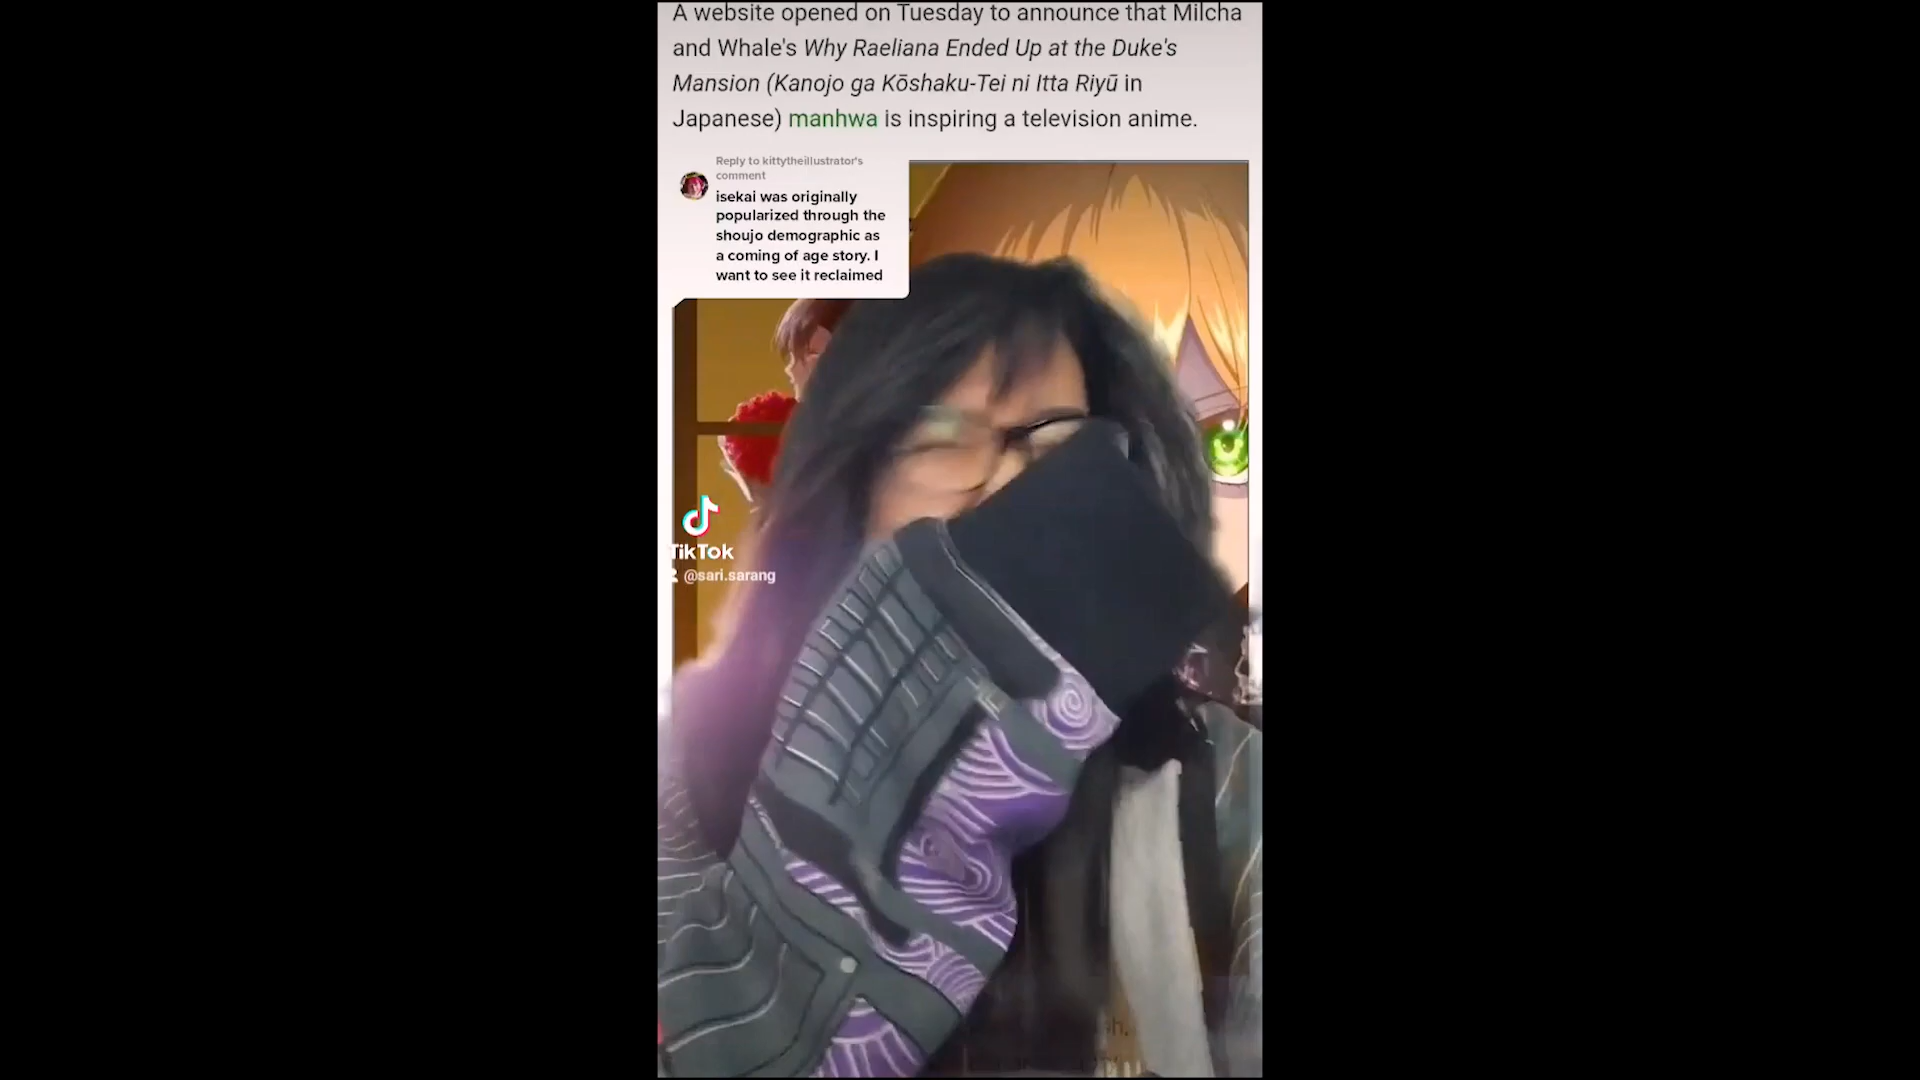 A website opened on Tuesday to announce that Milcha
and Whale's Why Raeliana Ended Up at the Duke's
Mansion (Kanojo ga Kōshaku-Tei ni Itta Riyū in
Japanese) manhwa is inspiring a television anime.
Reply to kittytheillustrator's
comment
isekai was originally
popularized through the
shoujo demographic as
a coming of age story. I
want to see it reclaimed
TikTok
@sari.sarang